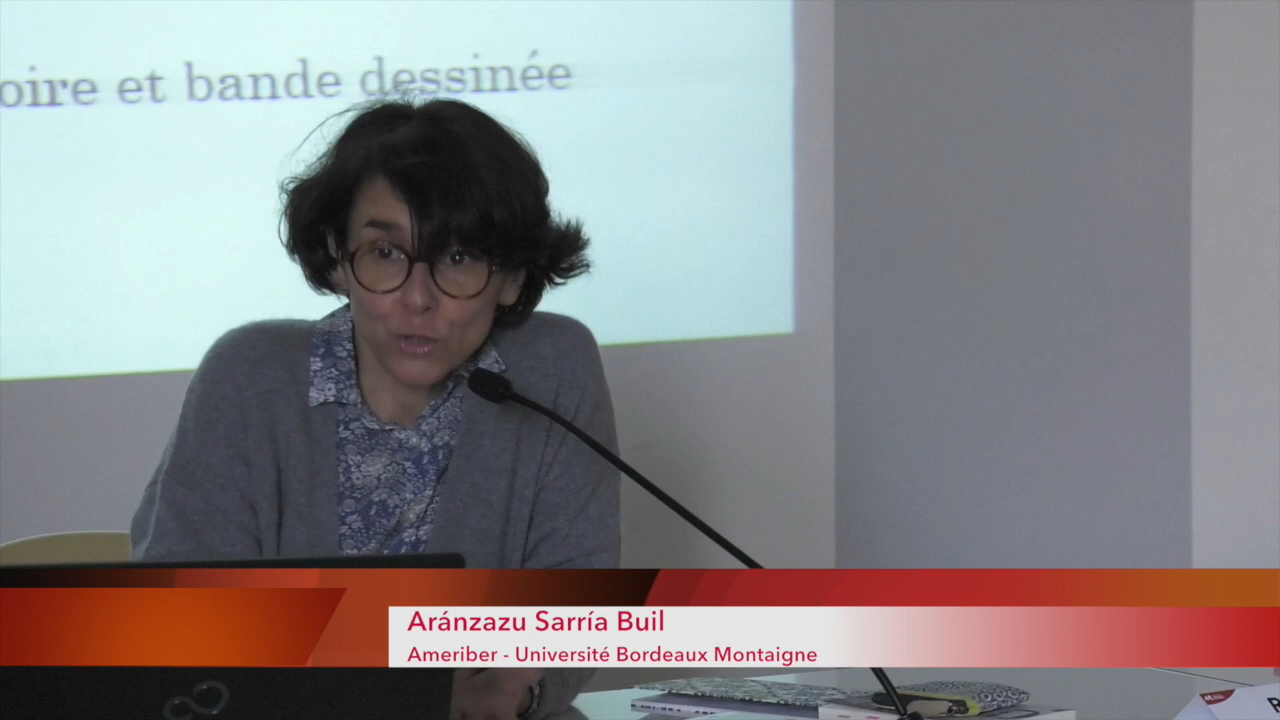 oire et bande dessinée
Aránzazu Sarría Buil
Ameriber - Université Bordeaux Montaigne